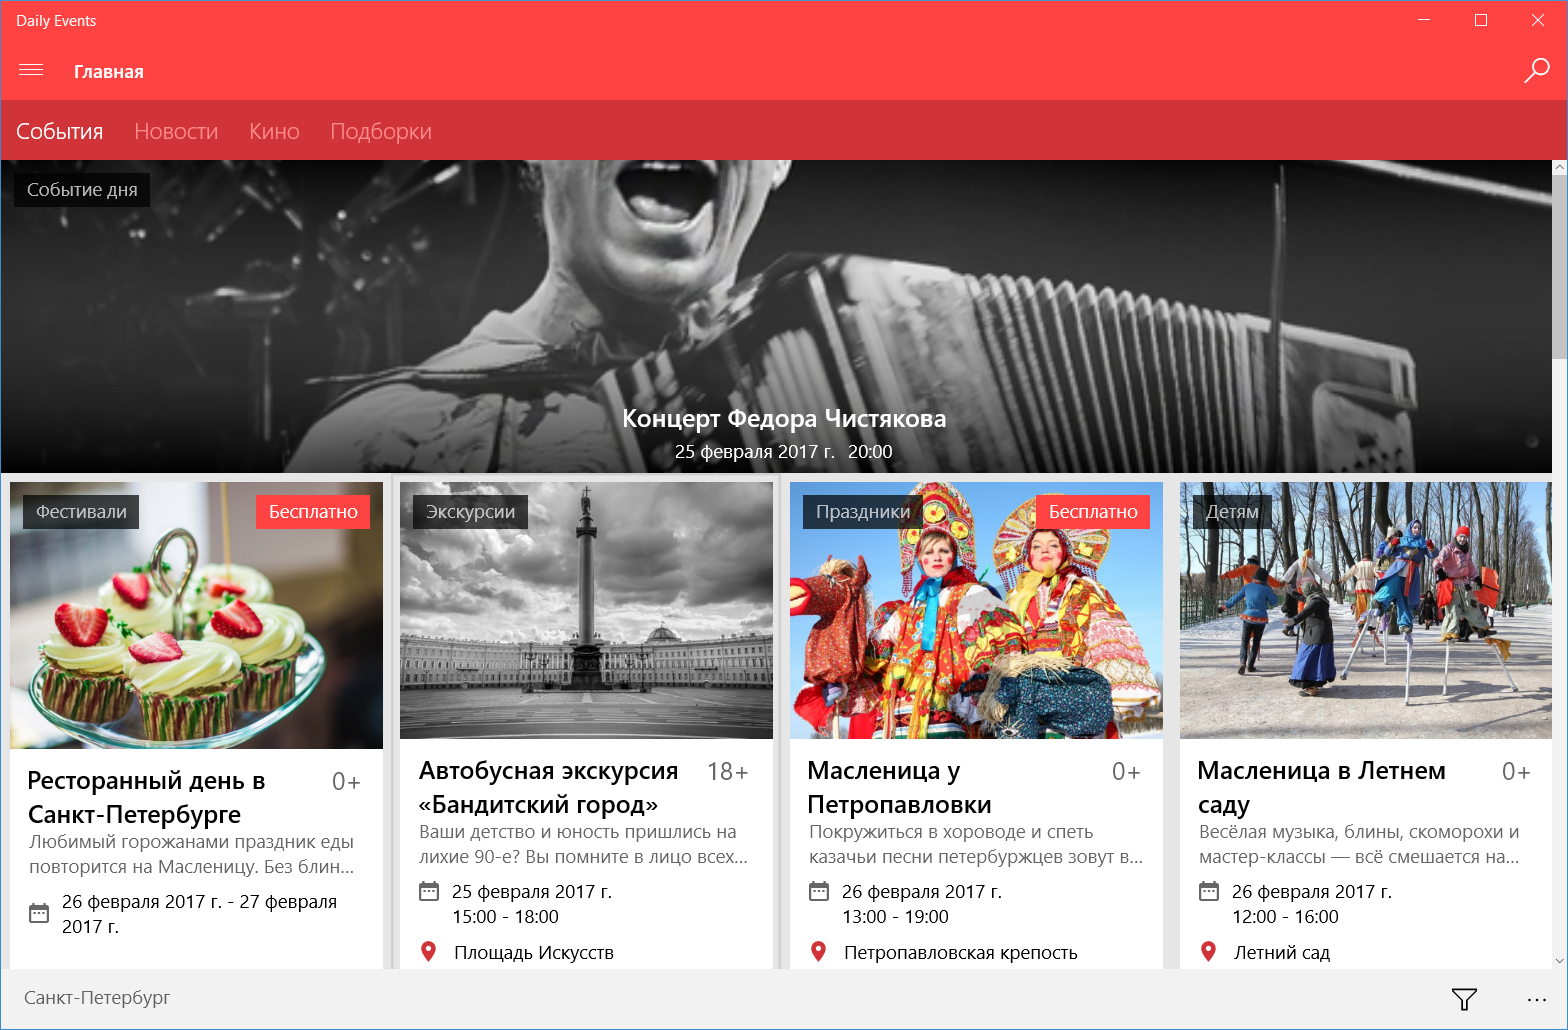 Daily Events
Главная
События
Новости
Кино
Подборки
Событие дня
Концерт Федора Чистякова
25 февраля 2017 г. 20:00
Фестивали
Бесплатно
Ресторанный день в
Санкт-Петербурге
0+
Любимый горожанами праздник еды
повторится на Масленицу. Без блин...
26 февраля 2017 г. - 27 февраля
2017 г.
Экскурсии
Автобусная экскурсия
«Бандитский город»
18+
Ваши детство и юность пришлись на
лихие 90-е? Вы помните в лицо всех...
25 февраля 2017 г.
15:00 - 18:00
Площадь Искусств
Праздники
Бесплатно
Масленица у
Петропавловки
0+
Покружиться в хороводе и спеть
казачьи песни петербуржцев зовут в...
26 февраля 2017 г.
13:00 - 19:00
Петропавловская крепость
Детям
Масленица в Летнем
саду
0+
Весёлая музыка, блины, скоморохи и
мастер-классы — всё смешается на...
26 февраля 2017 г.
12:00 - 16:00
Летний сад
Санкт-Петербург